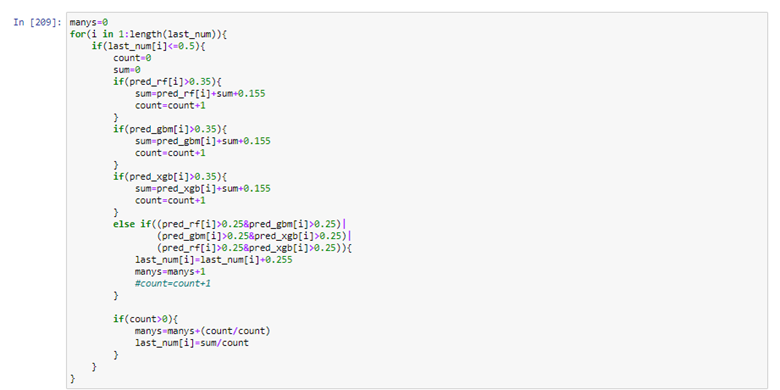 In [209]: manys=0
for(i in 1:length(last_num)){
    if(last_num[i]<=0.5){
        count=0
        sum=0
        if(pred_rf[i]>0.35){
            sum=pred_rf[i]+sum+0.155
            count=count+1
        }
        if(pred_gbm[i]>0.35){
            sum=pred_gbm[i]+sum+0.155
            count=count+1
        }
        if(pred_xgb[i]>0.35){
            sum=pred_xgb[i]+sum+0.155
            count=count+1
        }
        else if((pred_rf[i]>0.25&pred_gbm[i]>0.25)|
                (pred_gbm[i]>0.25&pred_xgb[i]>0.25)|
                (pred_rf[i]>0.25&pred_xgb[i]>0.25)){
            last_num[i]=last_num[i]+0.255
            manys=manys+1
            #count=count+1
        }

        if(count>0){
            manys=manys+(count/count)
            last_num[i]=sum/count
        }
    }
}